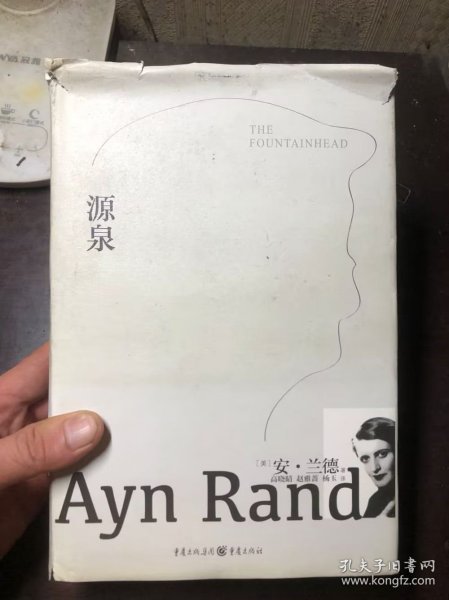 THE
FOUNTAINHEAD
源泉
[美]安·兰德 著
高晓晴 赵雅蔷 杨玉 译
Ayn Rand
重庆出版集团 重庆出版社
孔夫子旧书网
www.kongfz.com